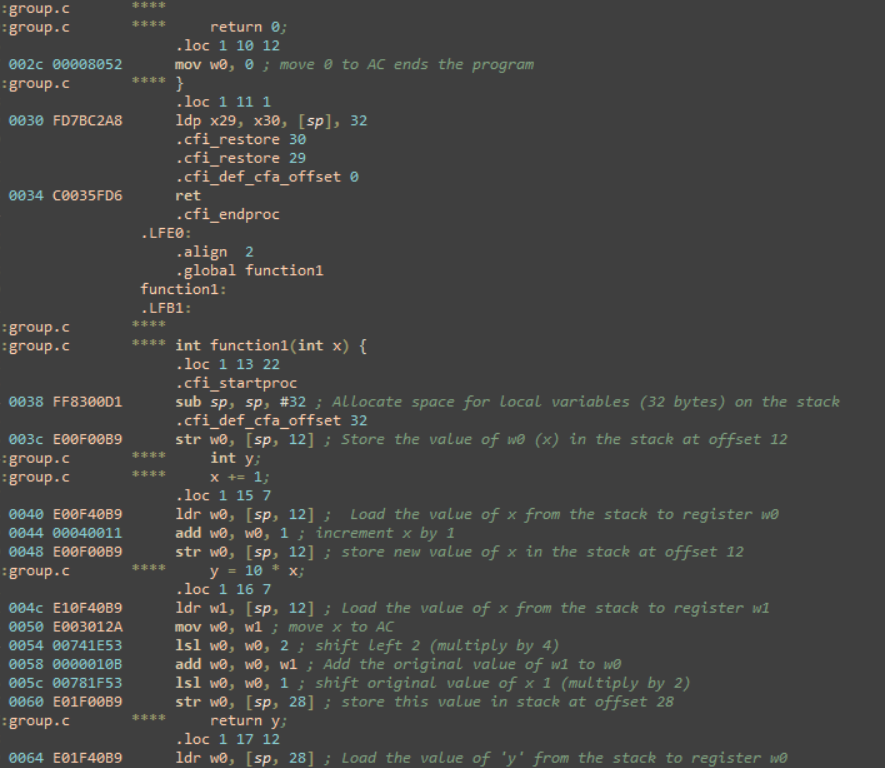 :group.c       ****
:group.c       ****     return 0;
                    .loc 1 10 12
 002c 00008052      mov w0, 0 ; move 0 to AC ends the program
:group.c       **** }
                    .loc 1 11 1
 0030 FD7BC2A8      ldp x29, x30, [sp], 32
                    .cfi_restore 30
                    .cfi_restore 29
                    .cfi_def_cfa_offset 0
 0034 C0035FD6      ret
                    .cfi_endproc
                .LFE0:
                    .align  2
                    .global function1
                function1:
                .LFB1:
:group.c       ****
:group.c       **** int function1(int x) {
                    .loc 1 13 22
                    .cfi_startproc
 0038 FF8300D1      sub sp, sp, #32 ; Allocate space for local variables (32 bytes) on the stack
                    .cfi_def_cfa_offset 32
 003c E00F00B9      str w0, [sp, 12] ; Store the value of w0 (x) in the stack at offset 12
:group.c       ****     int y;
:group.c       ****     x += 1;
                    .loc 1 15 7
 0040 E00F40B9      ldr w0, [sp, 12] ;  Load the value of x from the stack to register w0
 0044 00040011      add w0, w0, 1 ; increment x by 1
 0048 E00F00B9      str w0, [sp, 12] ; store new value of x in the stack at offset 12
:group.c       ****     y = 10 * x;
                    .loc 1 16 7
 004c E10F40B9      ldr w1, [sp, 12] ; Load the value of x from the stack to register w1
 0050 E003012A      mov w0, w1 ; move x to AC
 0054 00741E53      lsl w0, w0, 2 ; shift left 2 (multiply by 4)
 0058 0000010B      add w0, w0, w1 ; Add the original value of w1 to w0
 005c 00781F53      lsl w0, w0, 1 ; shift original value of x 1 (multiply by 2)
 0060 E01F00B9      str w0, [sp, 28] ; store this value in stack at offset 28
:group.c       ****     return y;
                    .loc 1 17 12
 0064 E01F40B9      ldr w0, [sp, 28] ; Load the value of 'y' from the stack to register w0